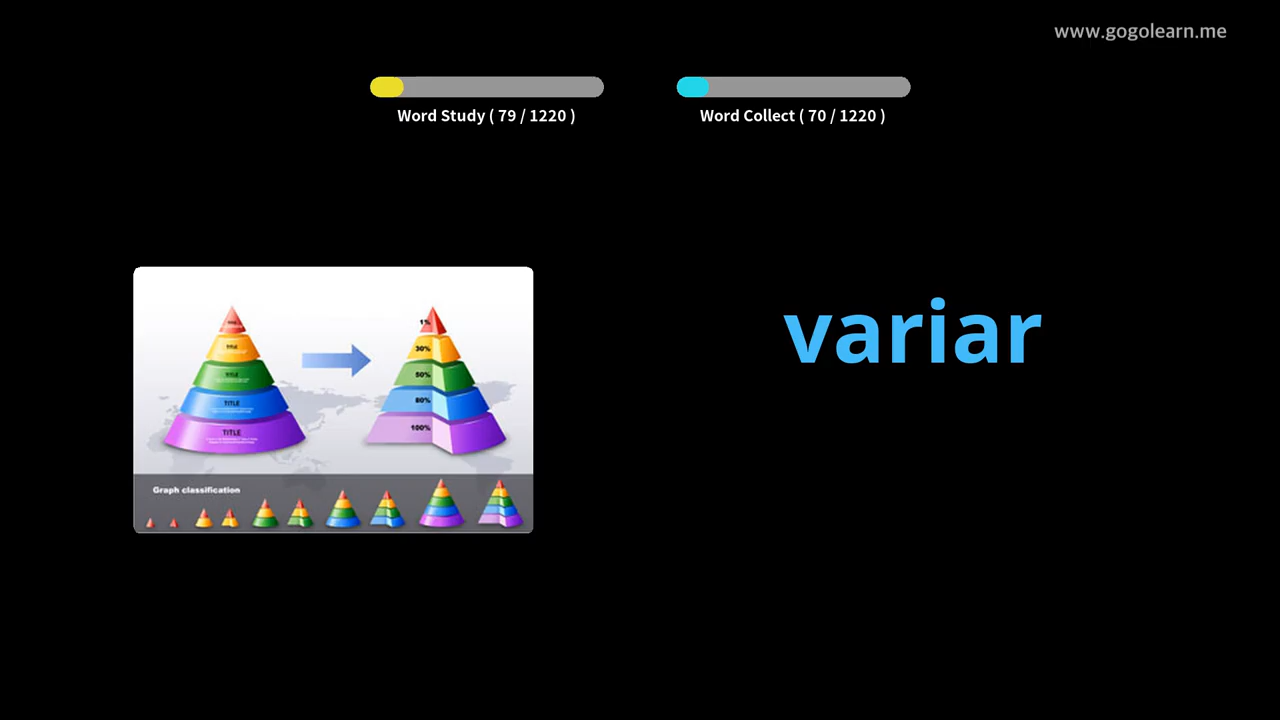 www.gogolearn.me
Word Study ( 79 / 1220 )
Word Collect ( 70 / 1220 )
variar
TITLE
TITLE
TITLE
TITLE
1%
30%
50%
80%
100%
Graph classification